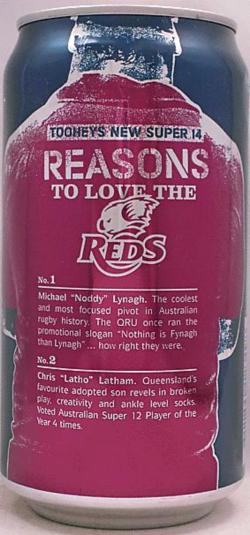 TOOHEYS NEW SUPER 14
REASONS
TO LOVE THE
REDS
No.1
Michael "Noddy" Lynagh. The coolest
and most focused pivot in Australian
rugby history. The QRU once ran the
promotional slogan "Nothing is Fynagh
than Lynagh"... how right they were.
No.2
Chris "Latho" Latham. Queensland's
favourite adopted son revels in broken
play, creativity and ankle level socks.
Voted Australian Super 12 Player of the
Year 4 times.